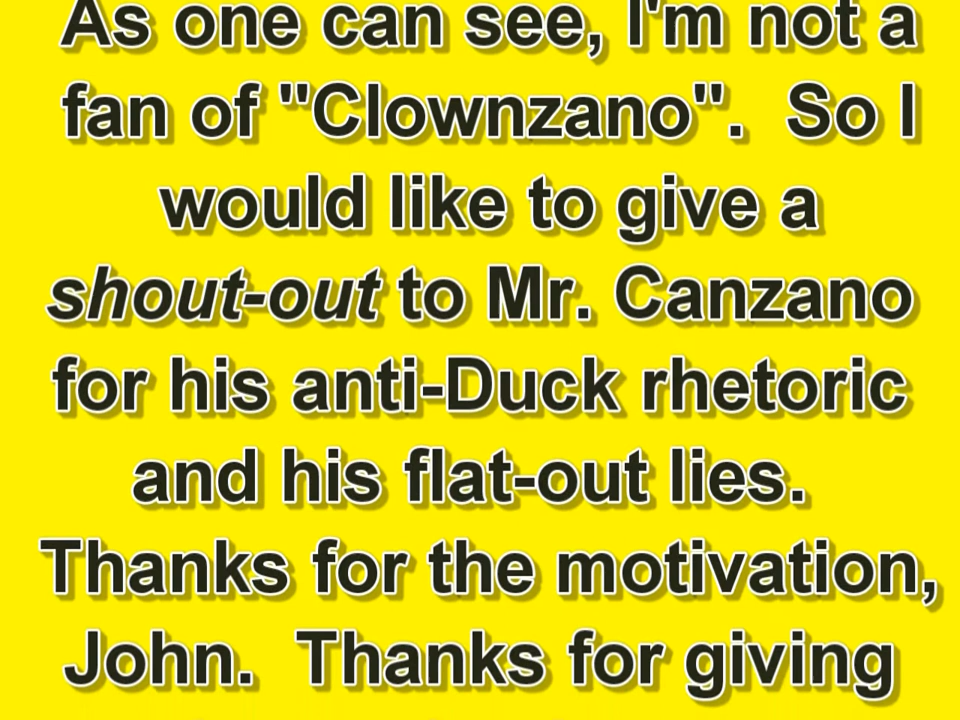 As one can see, I'm not a
fan of "Clownzano".  So I
would like to give a
shout-out to Mr. Canzano
for his anti-Duck rhetoric
and his flat-out lies.
Thanks for the motivation,
John.  Thanks for giving